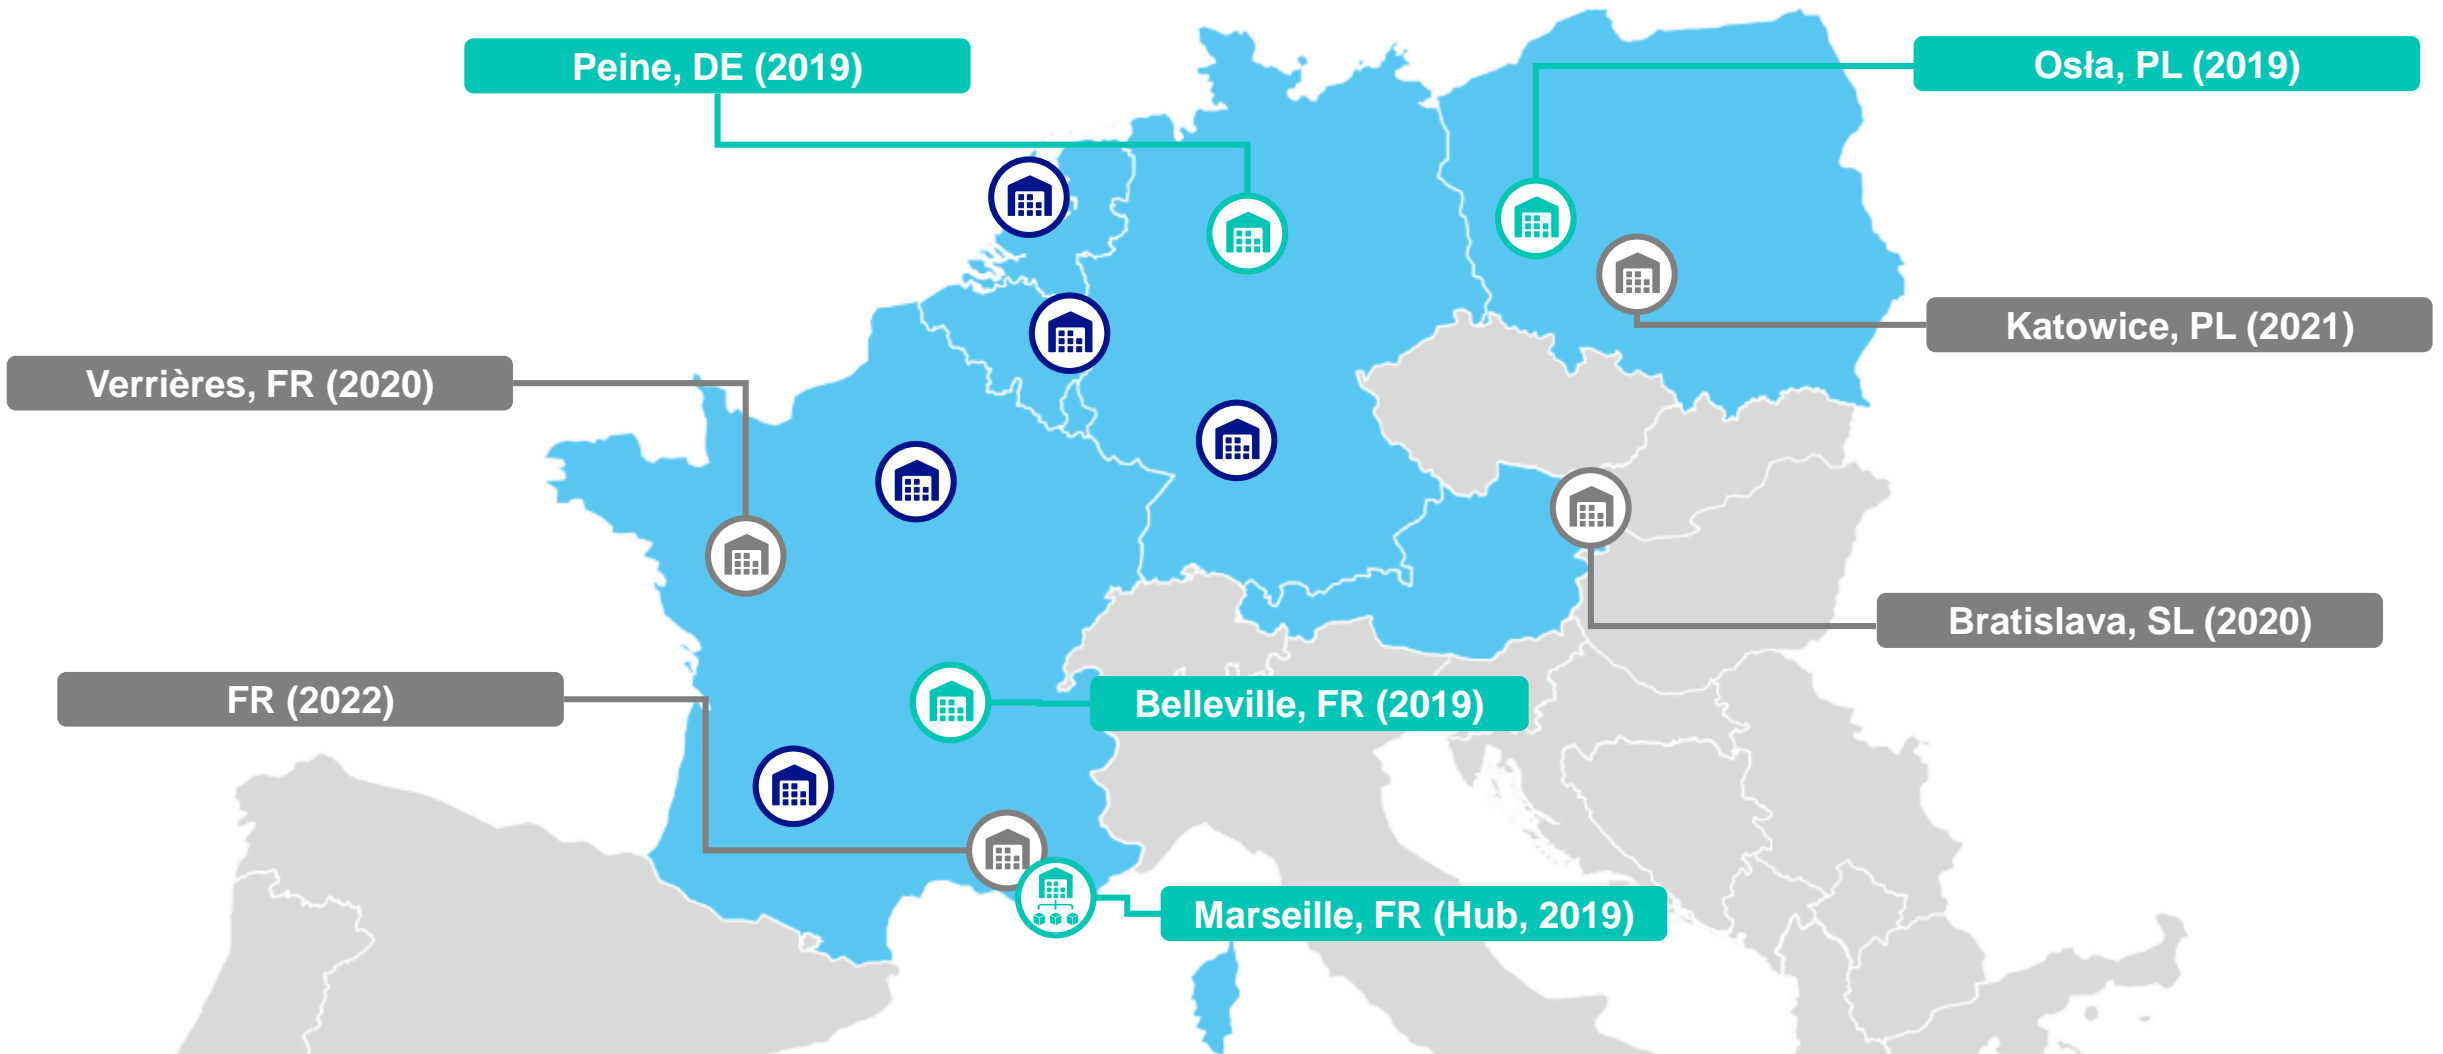 Peine, DE (2019)
Osła, PL (2019)
Katowice, PL (2021)
Verrières, FR (2020)
Bratislava, SL (2020)
FR (2022)
Belleville, FR (2019)
Marseille, FR (Hub, 2019)